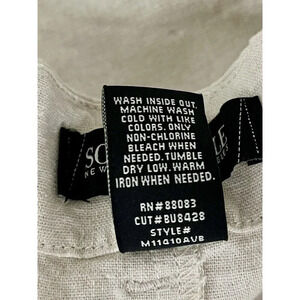 WASH INSIDE OUT.
MACHINE WASH
COLD WITH LIKE
COLORS. ONLY
NON-CHLORINE
BLEACH WHEN
NEEDED. TUMBLE
DRY LOW. WARM
IRON WHEN NEEDED.
RN#88083
CUT#BU8428
STYLE#
M11410AVB